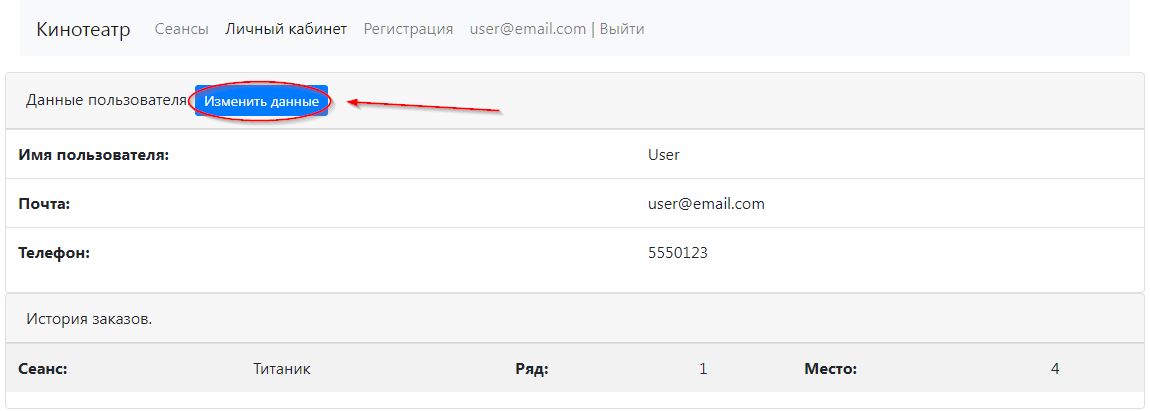 Кинотеатр Сеансы Личный кабинет Регистрация user@email.com | Выйти
Данные пользователя Изменить данные
Имя пользователя: User
Почта: user@email.com
Телефон: 5550123
История заказов.
Сеанс: Титаник Ряд: 1 Место: 4